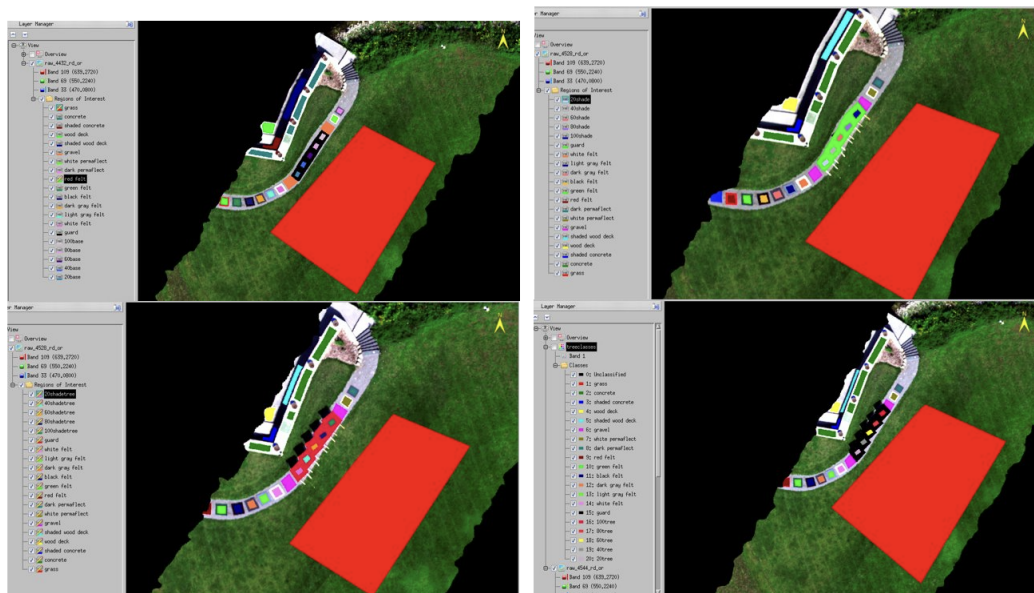 Layer Manager
View
Overview
raw_4432_rd_or
Band 109 (639,2720)
Band 69 (550,2240)
Band 33 (470,0800)
Regions of Interest
grass
concrete
shaded concrete
wood deck
shaded wood deck
gravel
white permaflect
dark permaflect
red felt
green felt
black felt
dark gray felt
light gray felt
white felt
guard
100base
80base
60base
40base
20base
N
er Manager
View
Overview
raw_4528_rd_or
Band 109 (639,2720)
Band 69 (550,2240)
Band 33 (470,0800)
Regions of Interest
20shade
40shade
60shade
80shade
100shade
guard
white felt
light gray felt
dark gray felt
black felt
green felt
red felt
dark permaflect
white permaflect
gravel
shaded wood deck
wood deck
shaded concrete
concrete
grass
N
er Manager
View
Overview
raw_4528_rd_or
Band 109 (639,2720)
Band 69 (550,2240)
Band 33 (470,0800)
Regions of Interest
20shadetree
40shadetree
60shadetree
80shadetree
100shadetree
guard
white felt
light gray felt
dark gray felt
black felt
green felt
red felt
dark permaflect
white permaflect
gravel
shaded wood deck
wood deck
shaded concrete
concrete
grass
N
Layer Manager
View
Overview
treeclasses
Band 1
Classes
0: Unclassified
1: grass
2: concrete
3: shaded concrete
4: wood deck
5: shaded wood deck
6: gravel
7: white permaflect
8: dark permaflect
9: red felt
10: green felt
11: black felt
12: dark gray felt
13: light gray felt
14: white felt
15: guard
16: 100tree
17: 80tree
18: 60tree
19: 40tree
20: 20tree
raw_4544_rd_or
Band 109 (639,2720)
Band 69 (550,2240)
N